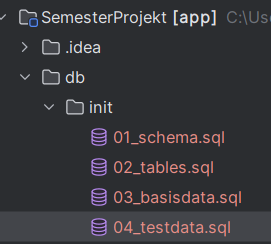 SemesterProjekt [app] C:\Use
.idea
db
init
01_schema.sql
02_tables.sql
03_basisdata.sql
04_testdata.sql